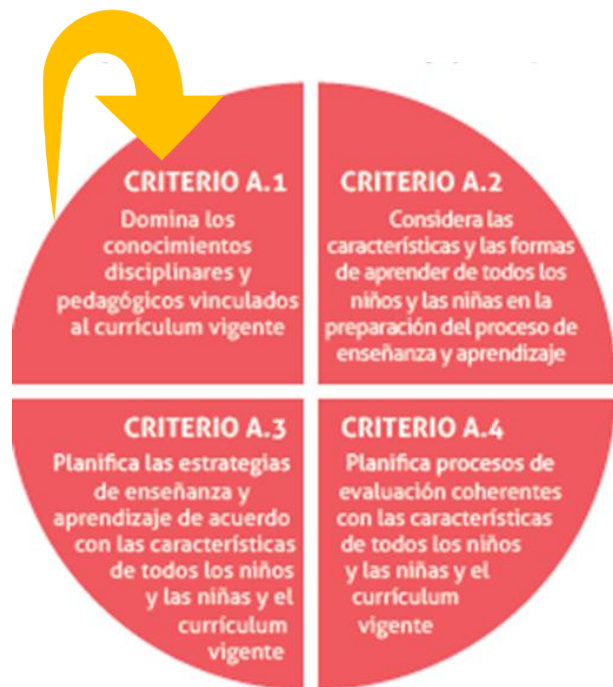 CRITERIO A.1
Domina los
conocimientos
disciplinares y
pedagógicos vinculados
al currículum vigente
CRITERIO A.2
Considera las
características y las formas
de aprender de todos los
niños y las niñas en la
preparación del proceso de
enseñanza y aprendizaje
CRITERIO A.3
Planifica las estrategias
de enseñanza y
aprendizaje de acuerdo
con las características
de todos los niños
y las niñas y el
currículum
vigente
CRITERIO A.4
Planifica procesos de
evaluación coherentes
con las características
de todos los niños
y las niñas y el
currículum
vigente